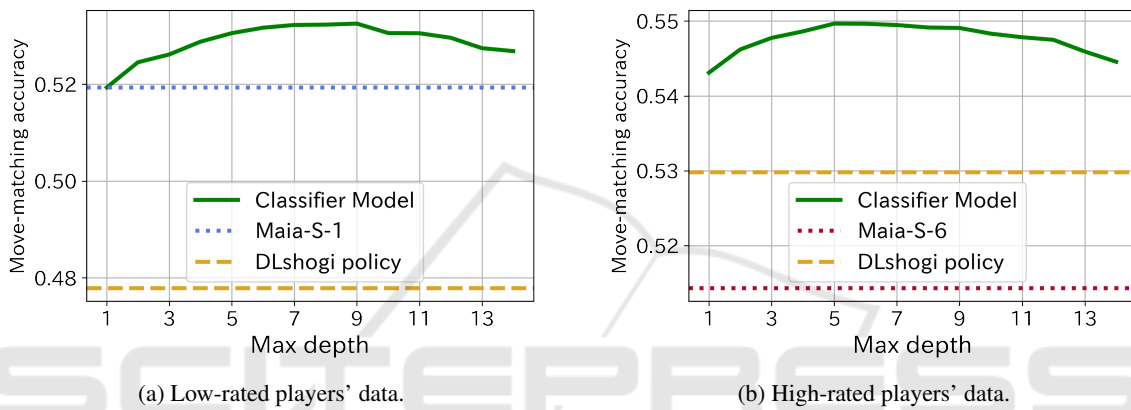 Move-matching accuracy
0.52
0.50
0.48
Classifier Model
Maia-S-1
DLshogi policy
1 3 5 7 9 11 13
Max depth
(a) Low-rated players' data.
Move-matching accuracy
0.55
0.54
0.53
0.52
Classifier Model
Maia-S-6
DLshogi policy
1 3 5 7 9 11 13
Max depth
(b) High-rated players' data.
SCITEPRESS